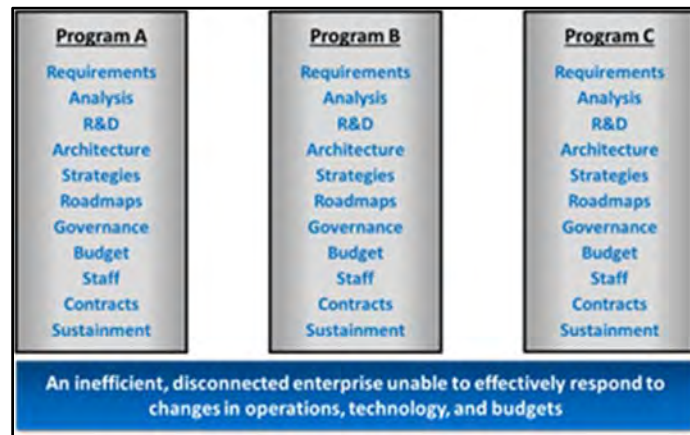 Program A
Requirements
Analysis
R&D
Architecture
Strategies
Roadmaps
Governance
Budget
Staff
Contracts
Sustainment
Program B
Requirements
Analysis
R&D
Architecture
Strategies
Roadmaps
Governance
Budget
Staff
Contracts
Sustainment
Program C
Requirements
Analysis
R&D
Architecture
Strategies
Roadmaps
Governance
Budget
Staff
Contracts
Sustainment
An inefficient, disconnected enterprise unable to effectively respond to
changes in operations, technology, and budgets